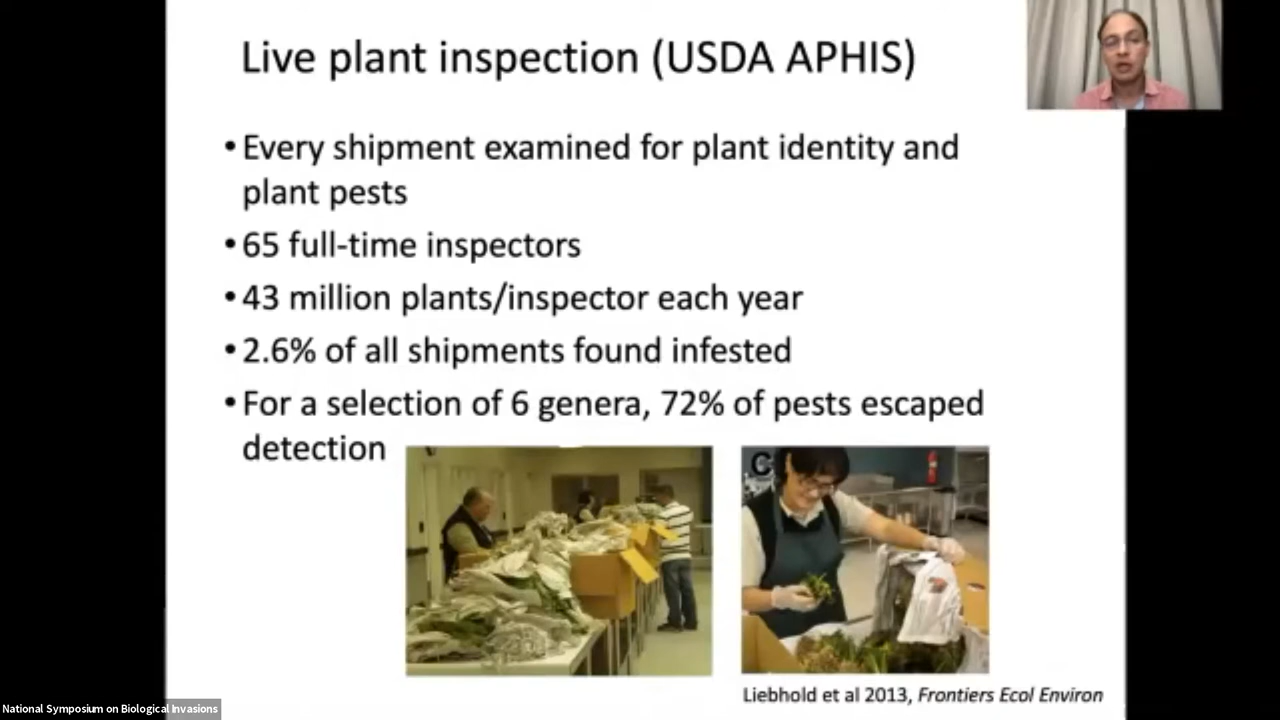 Live plant inspection (USDA APHIS)
•Every shipment examined for plant identity and
plant pests
•65 full-time inspectors
•43 million plants/inspector each year
•2.6% of all shipments found infested
•For a selection of 6 genera, 72% of pests escaped
detection
C
Liebhold et al 2013, Frontiers Ecol Environ
National Symposium on Biological Invasions